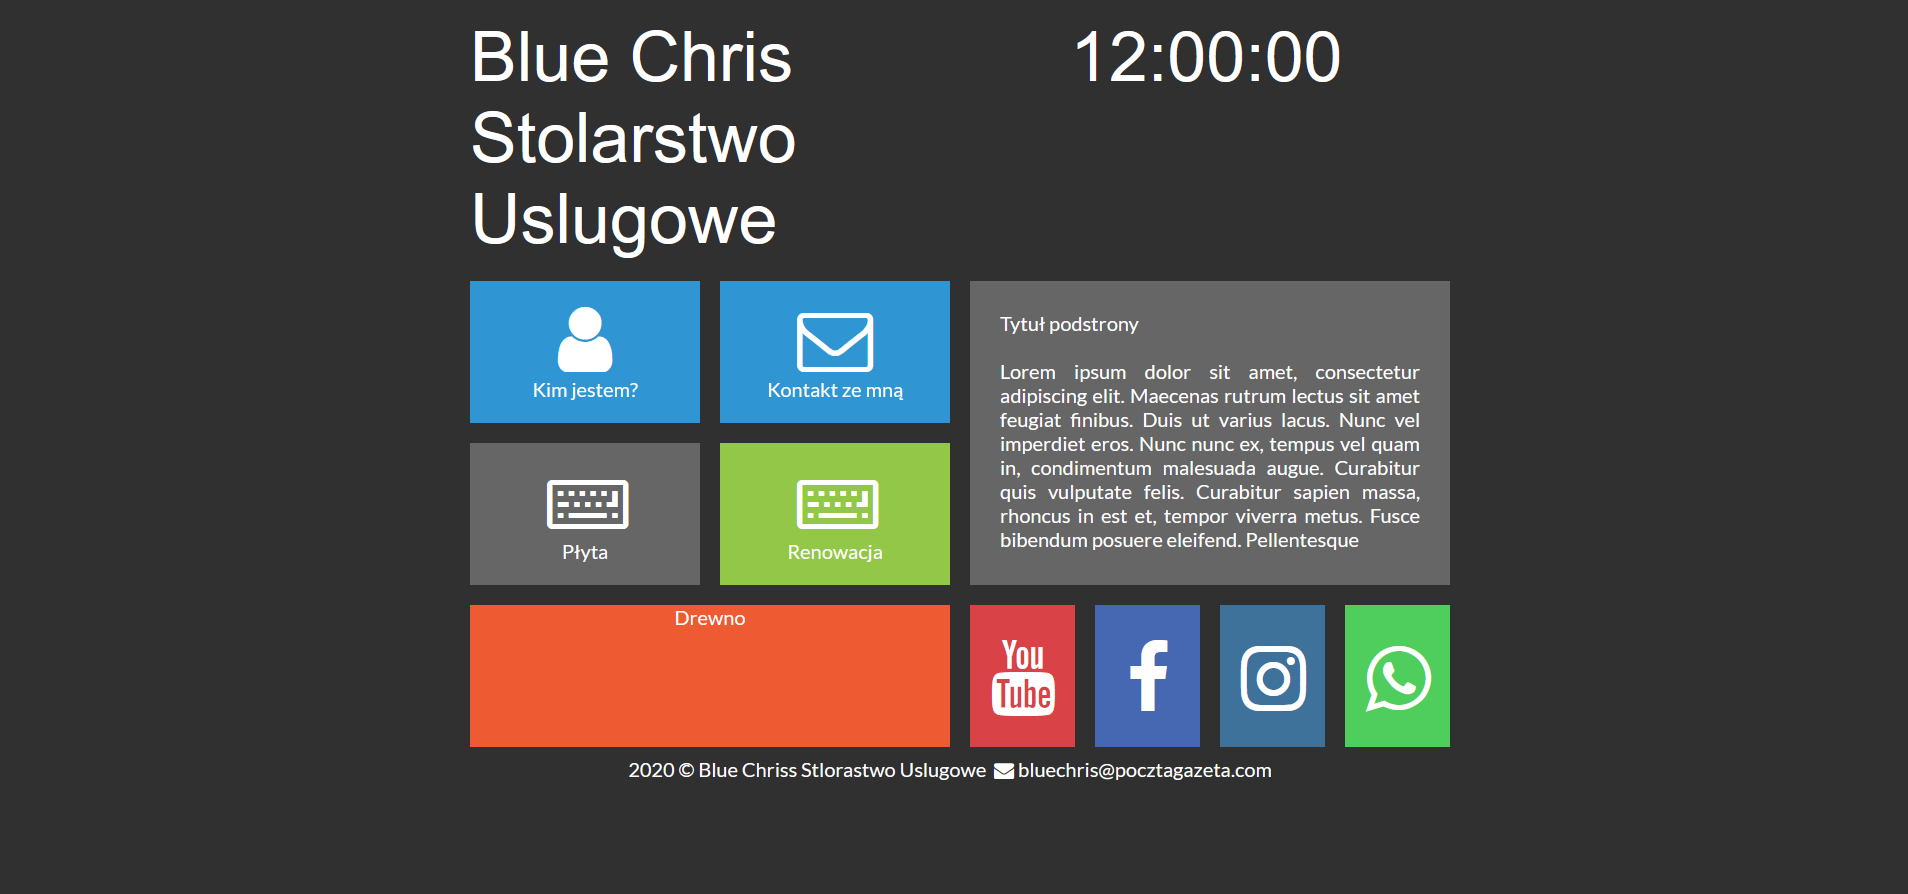 Blue Chris
Stolarstwo
Uslugowe
12:00:00
Kim jestem?
Kontakt ze mną
Tytuł podstrony
Lorem ipsum dolor sit amet, consectetur
adipiscing elit. Maecenas rutrum lectus sit amet
feugiat finibus. Duis ut varius lacus. Nunc vel
imperdiet eros. Nunc nunc ex, tempus vel quam
in, condimentum malesuada augue. Curabitur
quis vulputate felis. Curabitur sapien massa,
rhoncus in est et, tempor viverra metus. Fusce
bibendum posuere eleifend. Pellentesque
Płyta
Renowacja
Drewno
You
Tube
2020 © Blue Chriss Stlorastwo Uslugowe bluechris@pocztagazeta.com